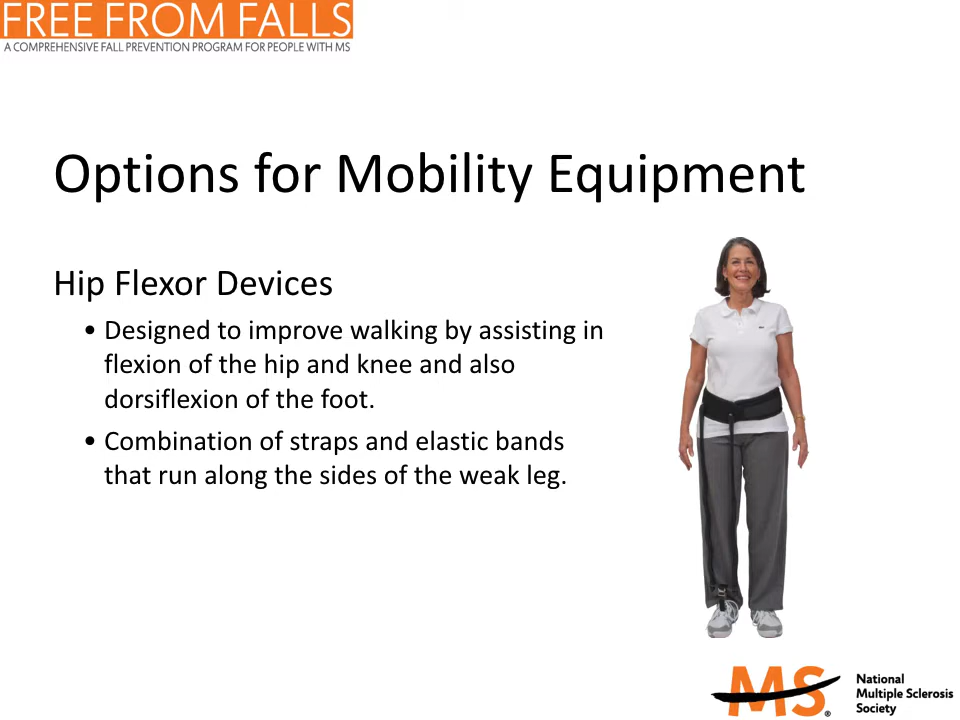 FREE FROM FALLS
A COMPREHENSIVE FALL PREVENTION PROGRAM FOR PEOPLE WITH MS
Options for Mobility Equipment
Hip Flexor Devices
• Designed to improve walking by assisting in
flexion of the hip and knee and also
dorsiflexion of the foot.
• Combination of straps and elastic bands
that run along the sides of the weak leg.
MS®
National
Multiple Sclerosis
Society